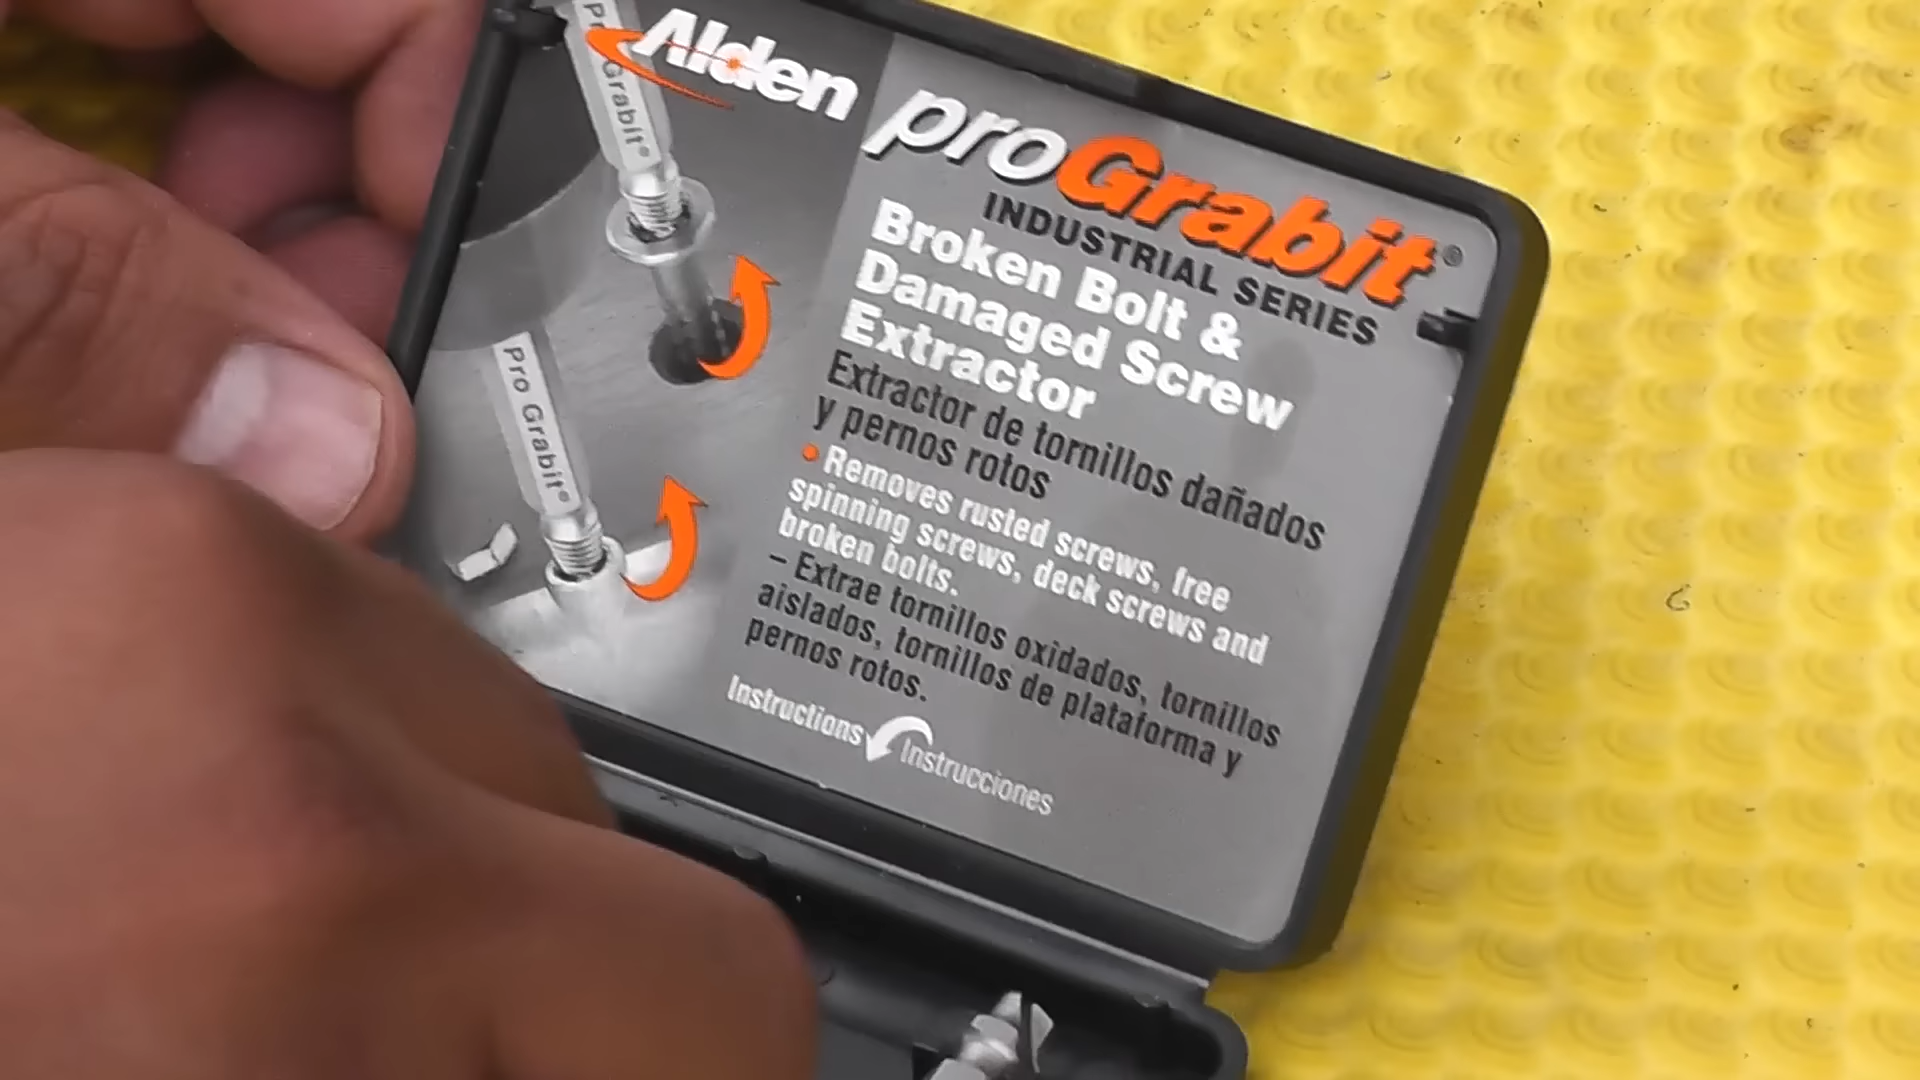 Alden
Pro Grabit®
proGrabit®
INDUSTRIAL SERIES
Broken Bolt &
Damaged Screw
Extractor
Extractor de tornillos dañados
y pernos rotos
• Removes rusted screws, free
spinning screws, deck screws and
broken bolts.
– Extrae tornillos oxidados, tornillos
aislados, tornillos de plataforma y
pernos rotos.
Instructions Instrucciones
Pro Grabit®